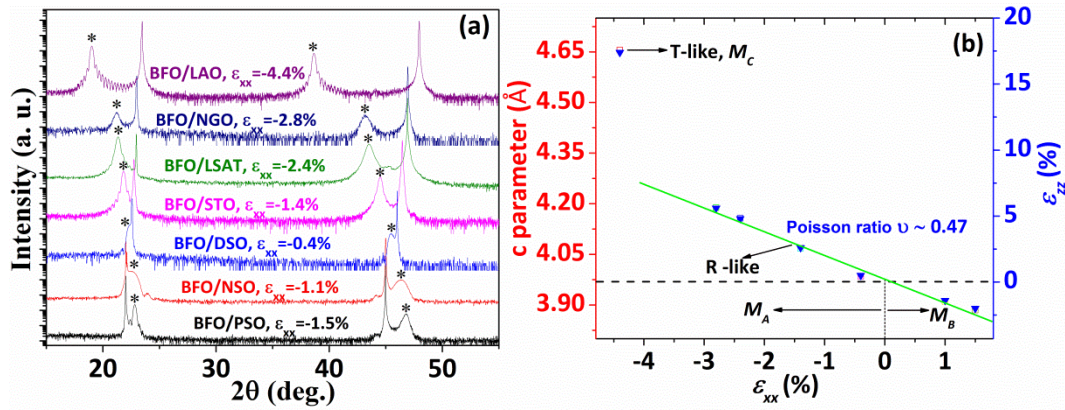 (a)
*
*
BFO/LAO, εxx=-4.4%
*
*
BFO/NGO, εxx=-2.8%
*
*
BFO/LSAT, εxx=-2.4%
*
*
BFO/STO, εxx=-1.4%
*
*
BFO/DSO, εxx=-0.4%
*
*
BFO/NSO, εxx=-1.1%
*
*
BFO/PSO, εxx=-1.5%
Intensity (a. u.)
20 30 40 50
2θ (deg.)
(b)
4.65
4.50
4.35
4.20
4.05
3.90
c parameter (Å)
T-like, MC
Poisson ratio υ ~ 0.47
R -like
MA
MB
20
15
10
5
0
-5
εzz (%)
-4 -3 -2 -1 0 1
εxx (%)